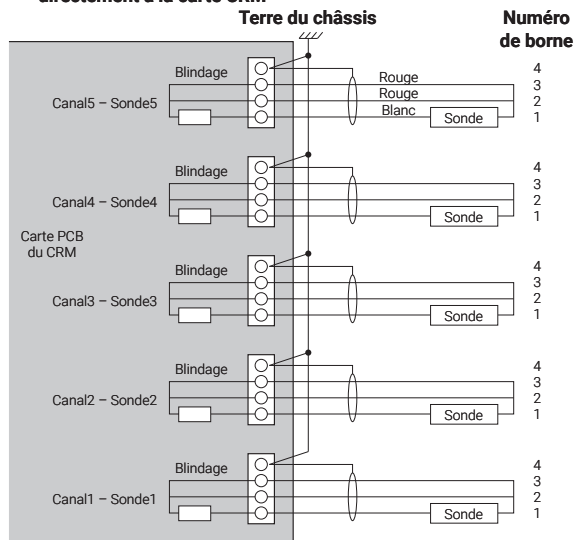 directement à la carte CRM
Terre du châssis
Numéro
de borne
Blindage
Canal5 – Sonde5
Rouge
Rouge
Blanc
Sonde
4
3
2
1
Blindage
Canal4 – Sonde4
Sonde
4
3
2
1
Carte PCB
du CRM
Blindage
Canal3 – Sonde3
Sonde
4
3
2
1
Blindage
Canal2 – Sonde2
Sonde
4
3
2
1
Blindage
Canal1 – Sonde1
Sonde
4
3
2
1